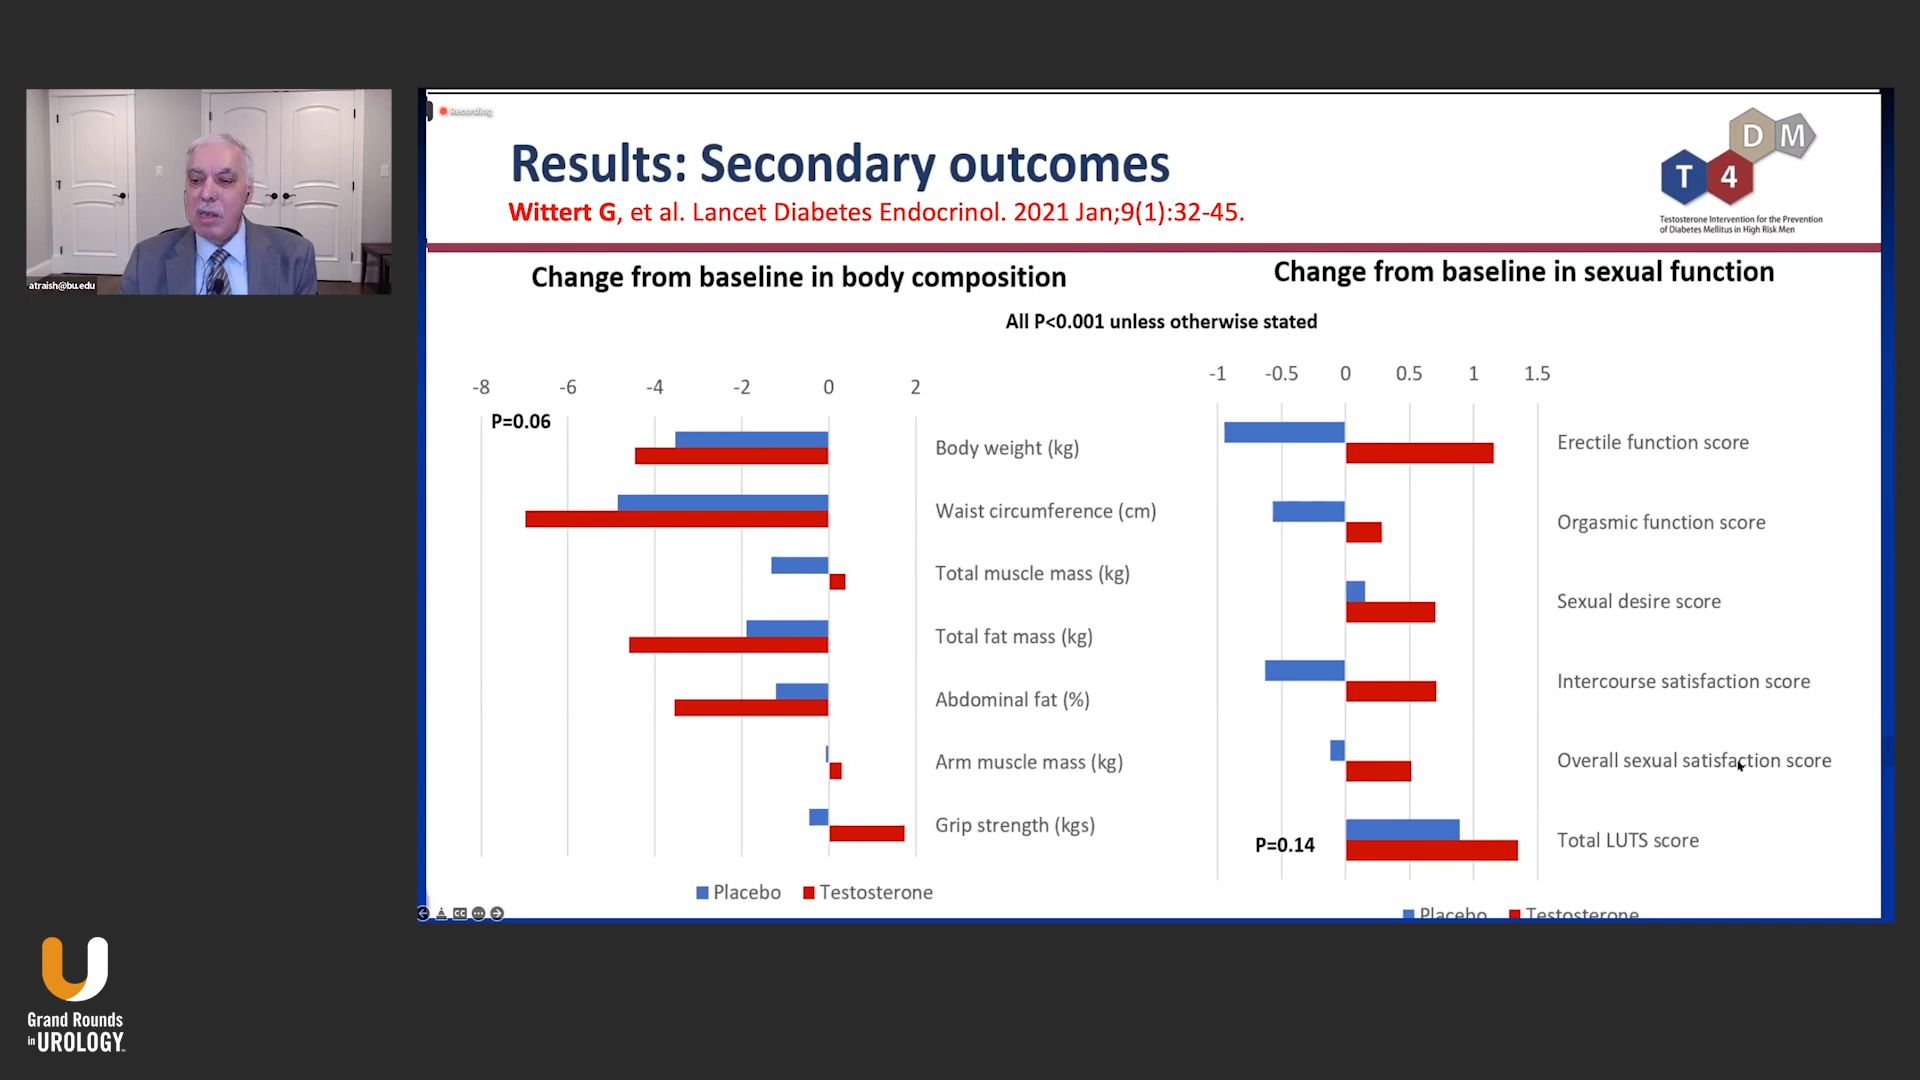 Recording
Results: Secondary outcomes
Wittert G, et al. Lancet Diabetes Endocrinol. 2021 Jan;9(1):32-45.
D M
T 4
Testosterone Intervention for the Prevention
of Diabetes Mellitus in High Risk Men
atraish@bu.edu
Change from baseline in body composition
Change from baseline in sexual function
All P<0.001 unless otherwise stated
-8 -6 -4 -2 0 2
P=0.06
Body weight (kg)
Waist circumference (cm)
Total muscle mass (kg)
Total fat mass (kg)
Abdominal fat (%)
Arm muscle mass (kg)
Grip strength (kgs)
Placebo Testosterone
-1 -0.5 0 0.5 1 1.5
Erectile function score
Orgasmic function score
Sexual desire score
Intercourse satisfaction score
Overall sexual satisfaction score
Total LUTS score
P=0.14
Placebo Testosterone
CC
Grand Rounds
in UROLOGY